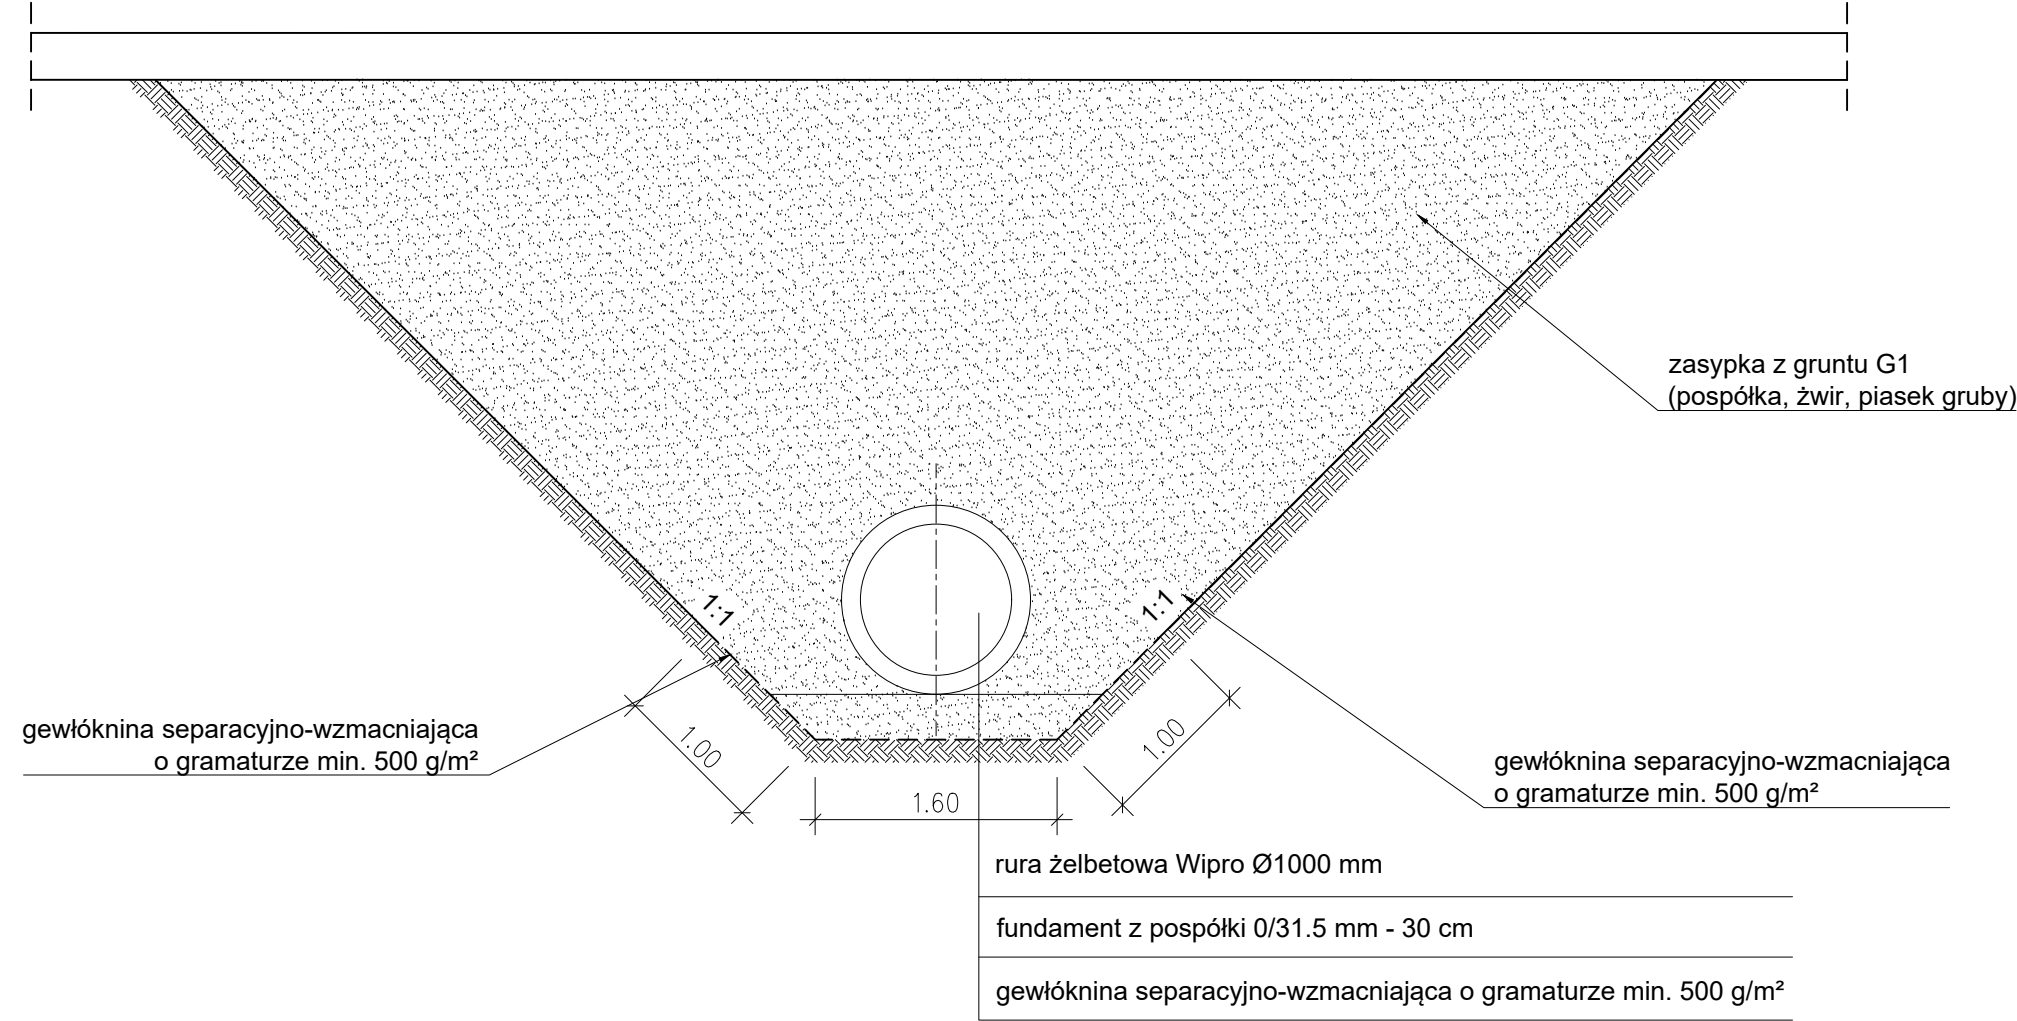 zasypka z gruntu G1
(pospółka, żwir, piasek gruby)
1:1
1:1
gewłóknina separacyjno-wzmacniająca
o gramaturze min. 500 g/m²
1.00
1.00
gewłóknina separacyjno-wzmacniająca
o gramaturze min. 500 g/m²
1.60
rura żelbetowa Wipro Ø1000 mm
fundament z pospółki 0/31.5 mm - 30 cm
gewłóknina separacyjno-wzmacniająca o gramaturze min. 500 g/m²